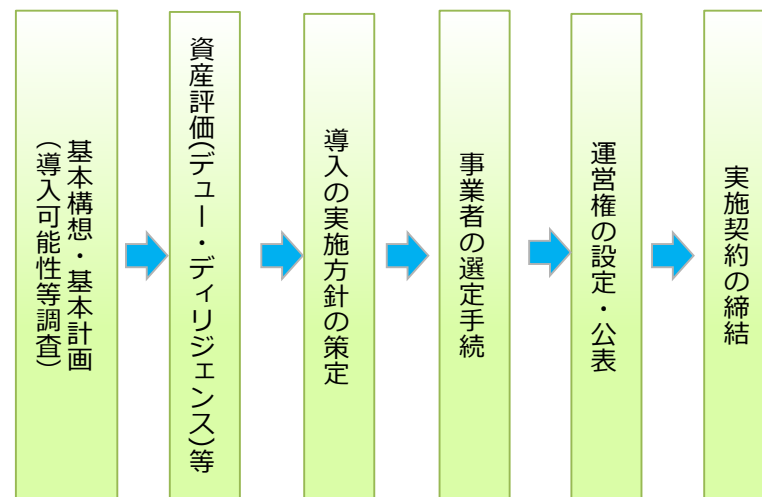 基本構想・基本計画
（導入可能性等調査）
資産評価(デュー・ディリジェンス)等
導入の実施方針の策定
事業者の選定手続
運営権の設定・公表
実施契約の締結